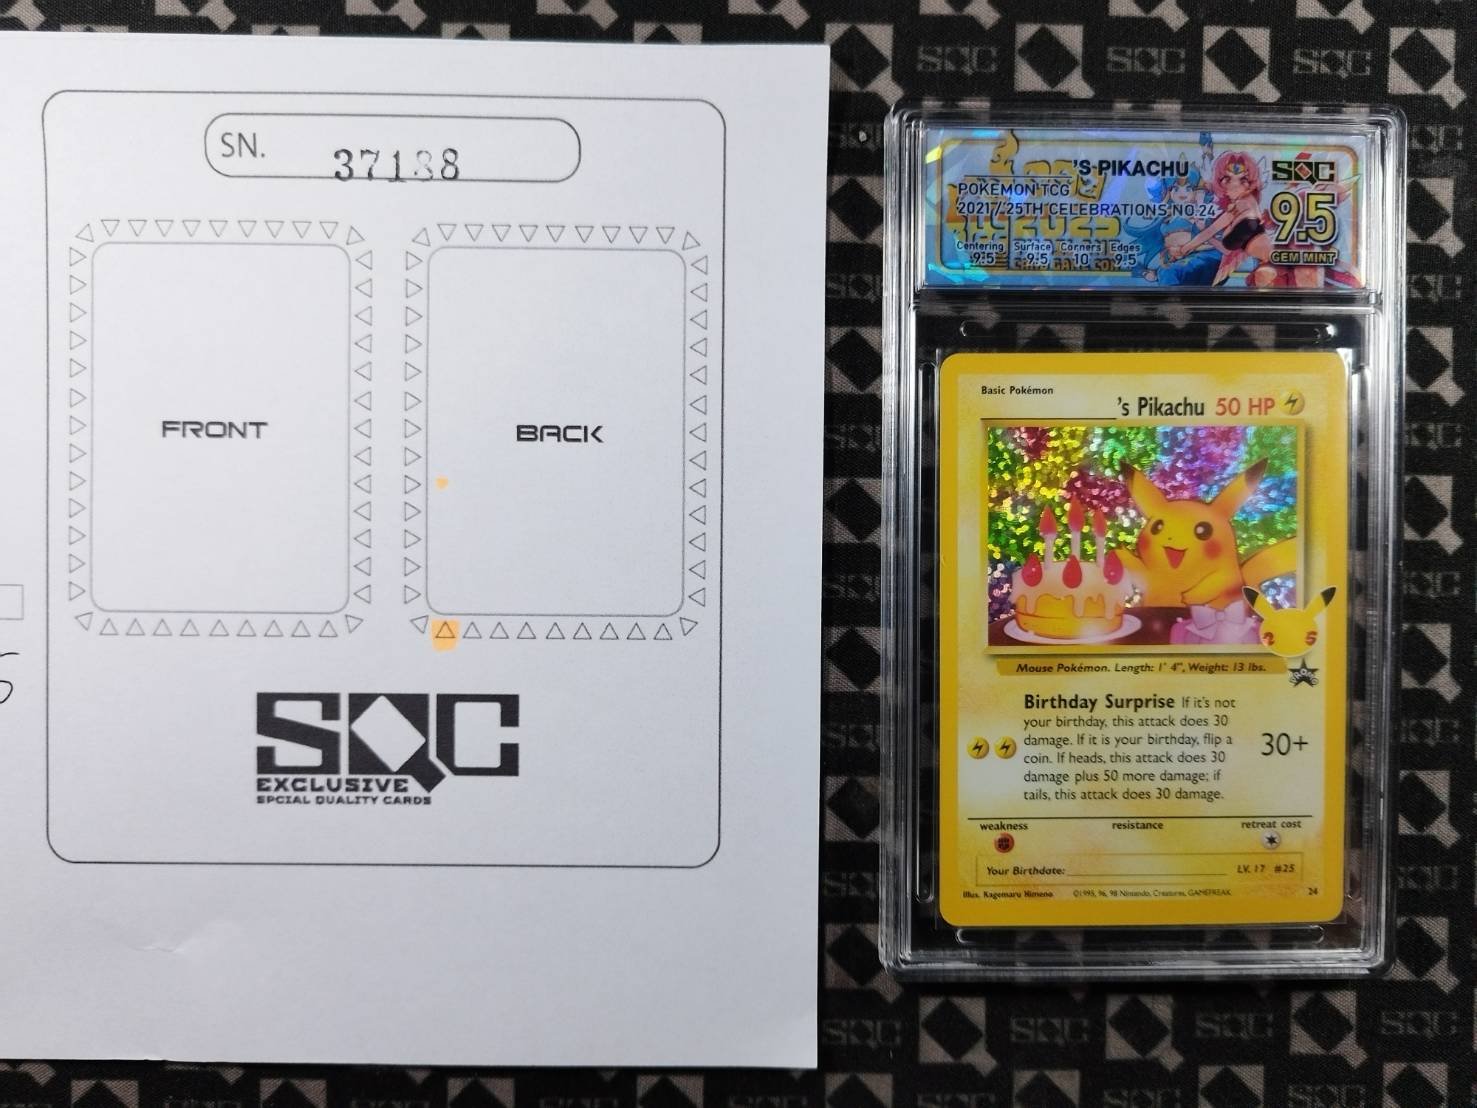 SN. 37188
FRONT
BACK
SQC
EXCLUSIVE
SPCIAL QUALITY CARDS
'S PIKACHU
SQC
POKEMON TCG
2021/25TH CELEBRATIONS NO.24
9.5
Centering Surface Corners Edges
9.5 9.5 10 9.5
GEM MINT
Basic Pokémon
's Pikachu 50 HP
25
Mouse Pokémon. Length: 1' 4", Weight: 13 lbs.
Birthday Surprise If it's not
your birthday, this attack does 30
damage. If it is your birthday, flip a
coin. If heads, this attack does 30
damage plus 50 more damage; if
tails, this attack does 30 damage.
30+
weakness resistance retreat cost
Your Birthdate: LV. 17 #25
Illus. Kagemaru Himeno ©1995, 96, 98 Nintendo, Creatures, GAMEFREAK. 24